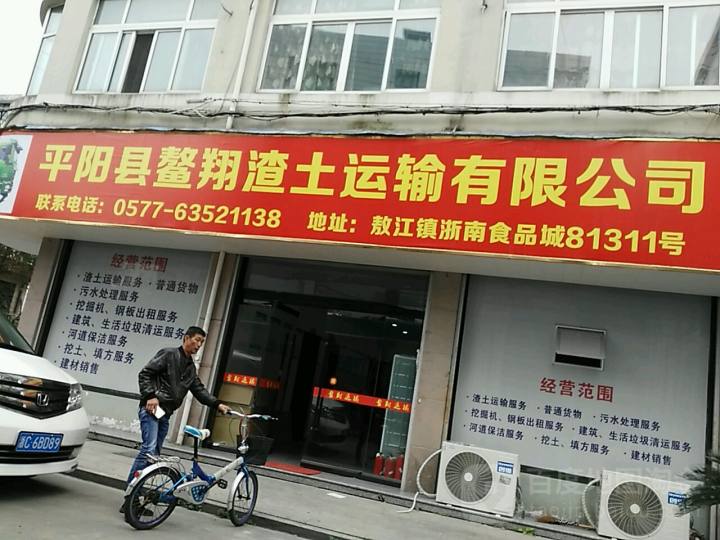 平阳县鳌翔渣土运输有限公司
联系电话：0577-63521138 地址：敖江镇浙南食品城81311号
经营范围
·渣土运输服务 ·普通货物
·污水处理服务
·挖掘机、钢板出租服务
·建筑、生活垃圾清运服务
·河道保洁服务
·挖土、填方服务
·建材销售
经营范围
·渣土运输服务 ·普通货物 ·污水处理服务
·挖掘机、钢板出租服务 ·建筑、生活垃圾清运服务
·河道保洁服务 ·挖土、填方服务 ·建材销售
浙C 6BD89